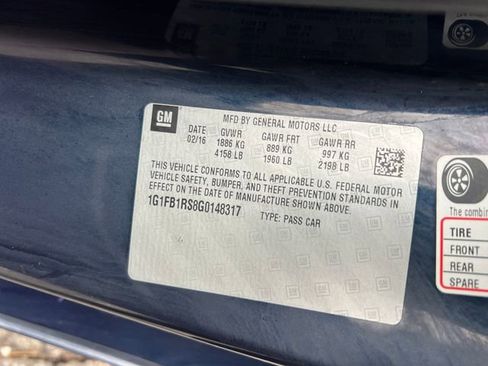 GM
MFD BY GENERAL MOTORS LLC
DATE GVWR GAWR FRT GAWR RR
02/16 1886 KG 889 KG 997 KG
4158 LB 1960 LB 2198 LB
THIS VEHICLE CONFORMS TO ALL APPLICABLE U.S. FEDERAL MOTOR
VEHICLE SAFETY, BUMPER, AND THEFT PREVENTION STANDARDS IN
EFFECT ON THE DATE OF MANUFACTURE SHOWN ABOVE.
1G1FB1RS8G0148317 TYPE: PASS CAR
The combin
TIRE
FRONT
REAR
SPARE